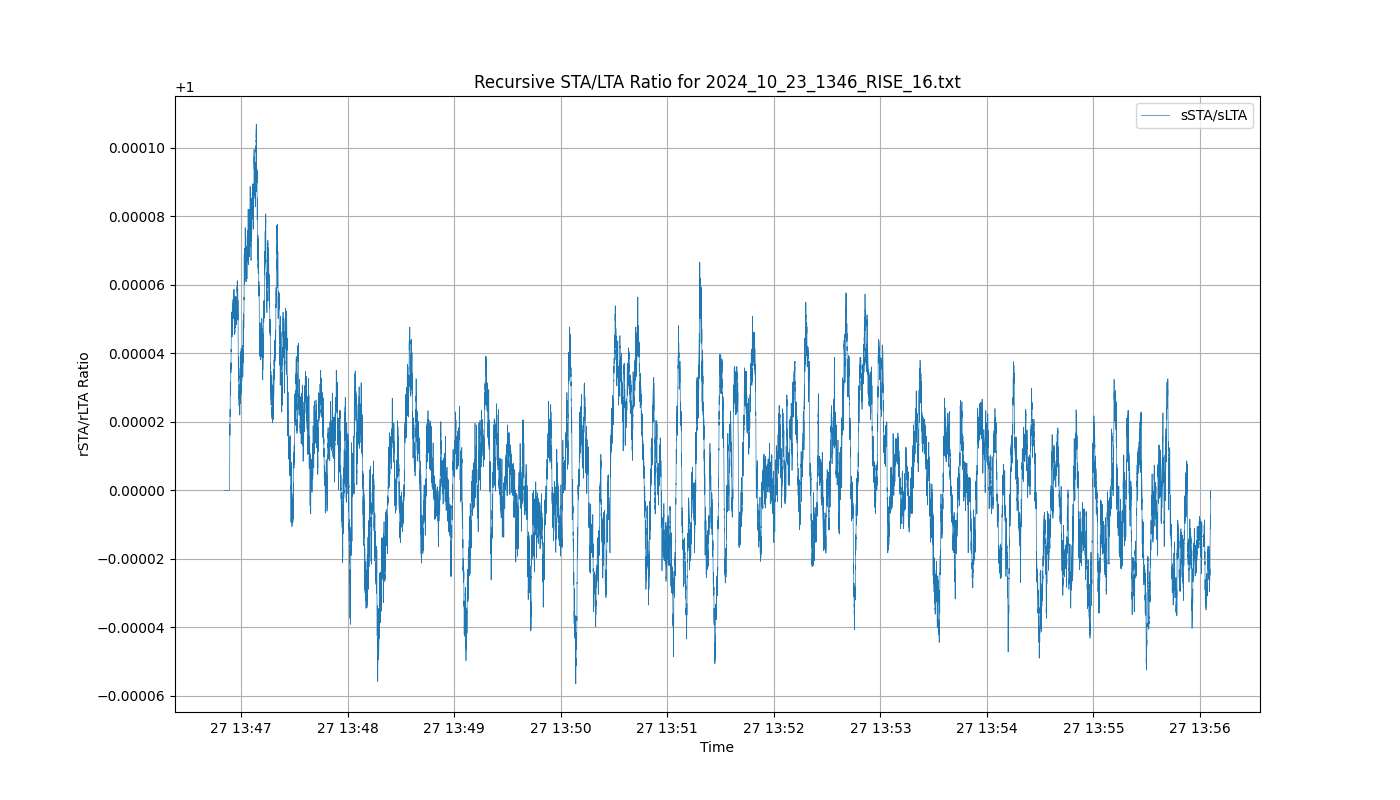 Recursive STA/LTA Ratio for 2024_10_23_1346_RISE_16.txt
+1
sSTA/sLTA
0.00010
0.00008
0.00006
0.00004
0.00002
0.00000
−0.00002
−0.00004
−0.00006
rSTA/rLTA Ratio
27 13:47 27 13:48 27 13:49 27 13:50 27 13:51 27 13:52 27 13:53 27 13:54 27 13:55 27 13:56
Time